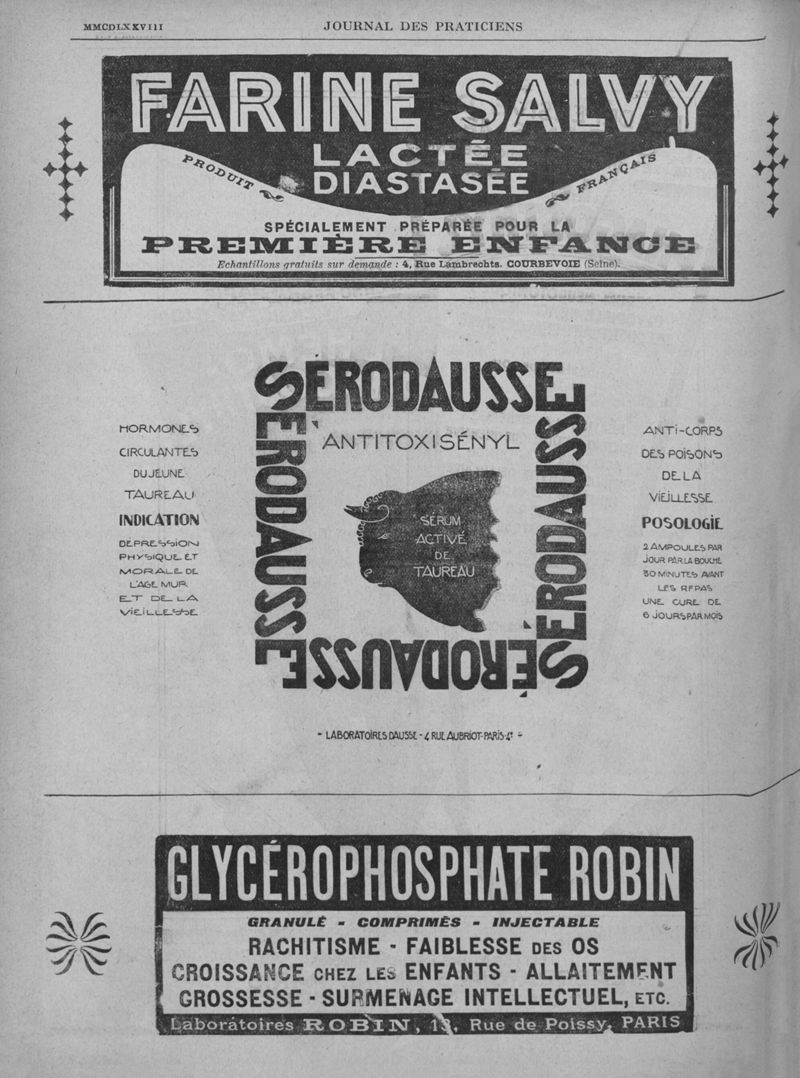 MMCDLXXVIII
JOURNAL DES PRATICIENS
FARINE SALVY
LACTÉE
DIASTASÉE
PRODUIT
FRANÇAIS
SPÉCIALEMENT PRÉPARÉE POUR LA
PREMIÈRE ENFANCE
Echantillons gratuits sur demande : 4, Rue Lambrechts. COURBEVOIE (Seine).
SÉRODAUSSE
SÉRODAUSSE
SÉRODAUSSE
SÉRODAUSSE
ANTITOXISÉNYL
SÉRUM
ACTIVÉ
DE
TAUREAU
HORMONES
CIRCULANTES
DU JEUNE
TAUREAU
INDICATION
DÉPRESSION
PHYSIQUE ET
MORALE DE
L'AGE MUR
ET DE LA
VIEILLESSE
ANTI-CORPS
DES POISONS
DE LA
VIEILLESSE
POSOLOGIE
2 AMPOULES PAR
JOUR PAR LA BOUCHE
30 MINUTES AVANT
LES REPAS
UNE CURE DE
6 JOURS PAR MOIS
- LABORATOIRES DAUSSE - 4 RUE AUBRIOT-PARIS-4e -
GLYCÉROPHOSPHATE ROBIN
GRANULÉ - COMPRIMÉS - INJECTABLE
RACHITISME - FAIBLESSE DES OS
CROISSANCE CHEZ LES ENFANTS - ALLAITEMENT
GROSSESSE - SURMENAGE INTELLECTUEL, ETC.
Laboratoires ROBIN, 13, Rue de Poissy, PARIS